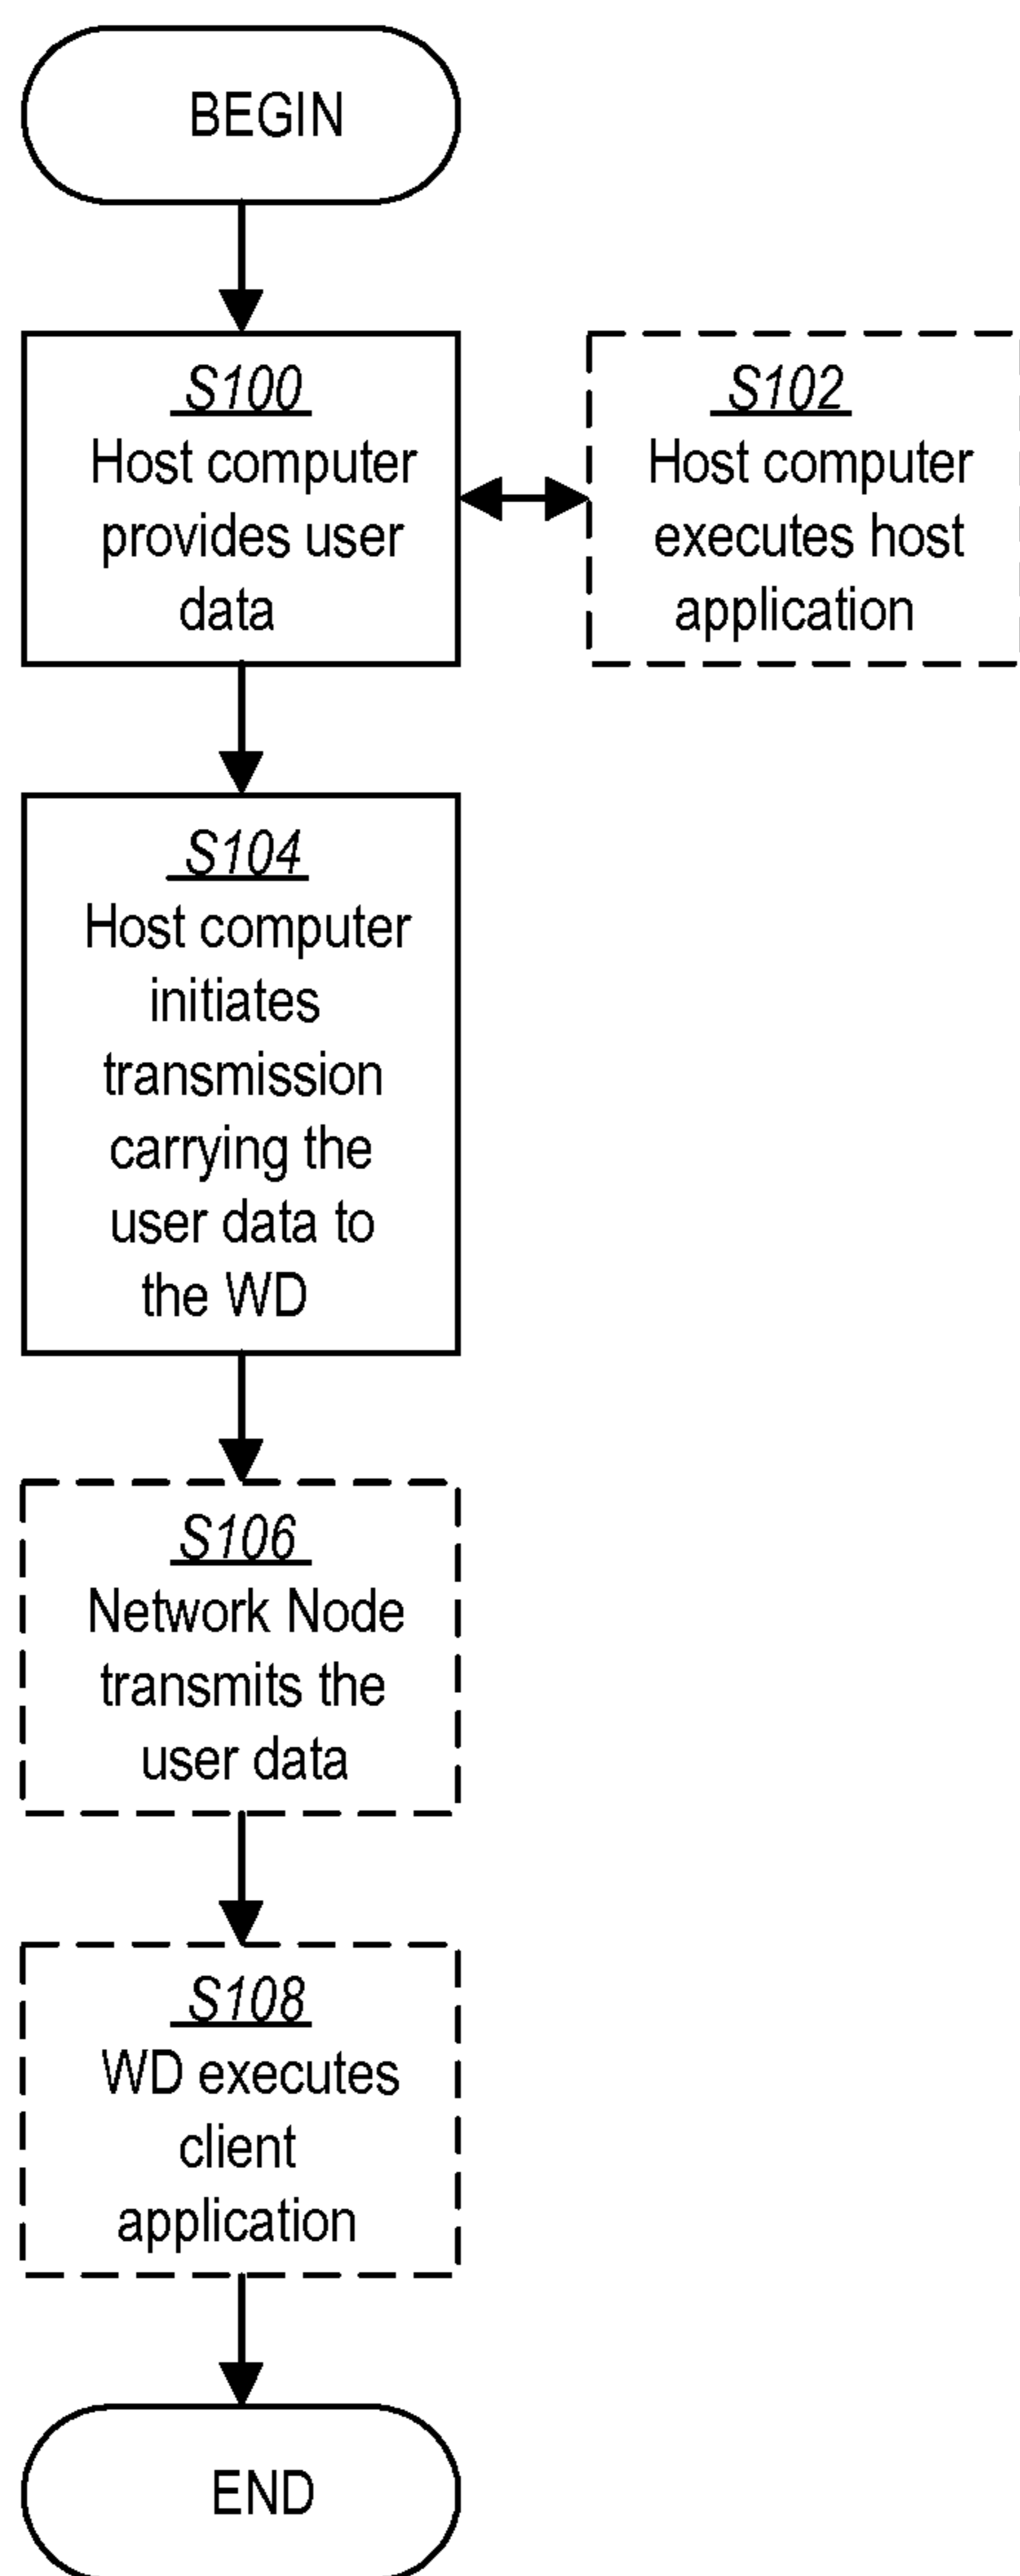 BEGIN
S100
Host computer
provides user
data
S102
Host computer
executes host
application
S104
Host computer
initiates
transmission
carrying the
user data to
the WD
S106
Network Node
transmits the
user data
S108
WD executes
client
application
END